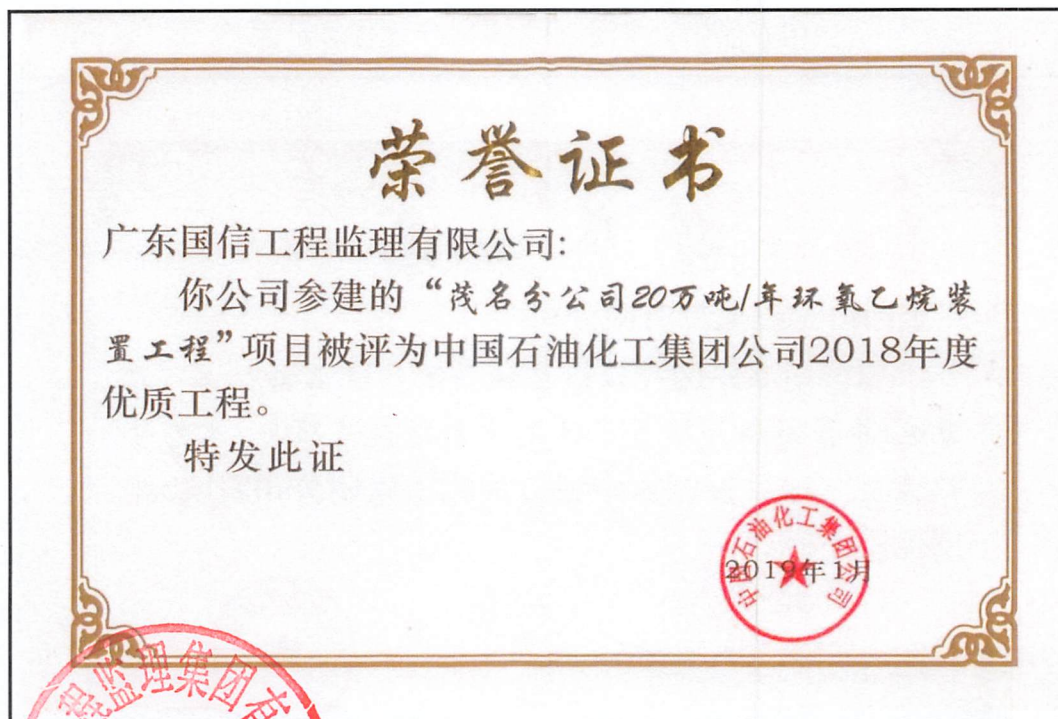 荣誉证书
广东国信工程监理有限公司:
你公司参建的“茂名分公司20万吨/年环氧乙烷装
置工程”项目被评为中国石油化工集团公司2018年度
优质工程。
特发此证
中国石油化工集团公司
2019年1月
程监理集团有